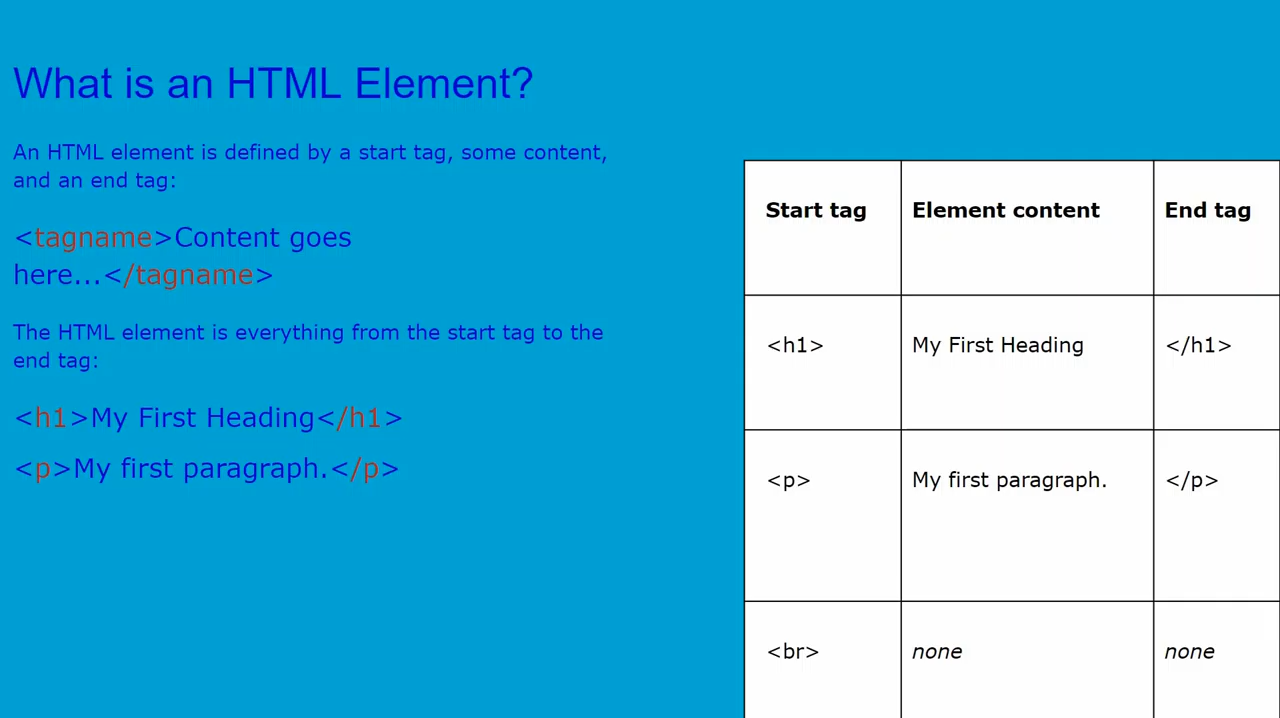 What is an HTML Element?
An HTML element is defined by a start tag, some content,
and an end tag:
<tagname>Content goes
here...</tagname>
The HTML element is everything from the start tag to the
end tag:
<h1>My First Heading</h1>
<p>My first paragraph.</p>
Start tag Element content End tag
<h1> My First Heading </h1>
<p> My first paragraph. </p>
<br> none none